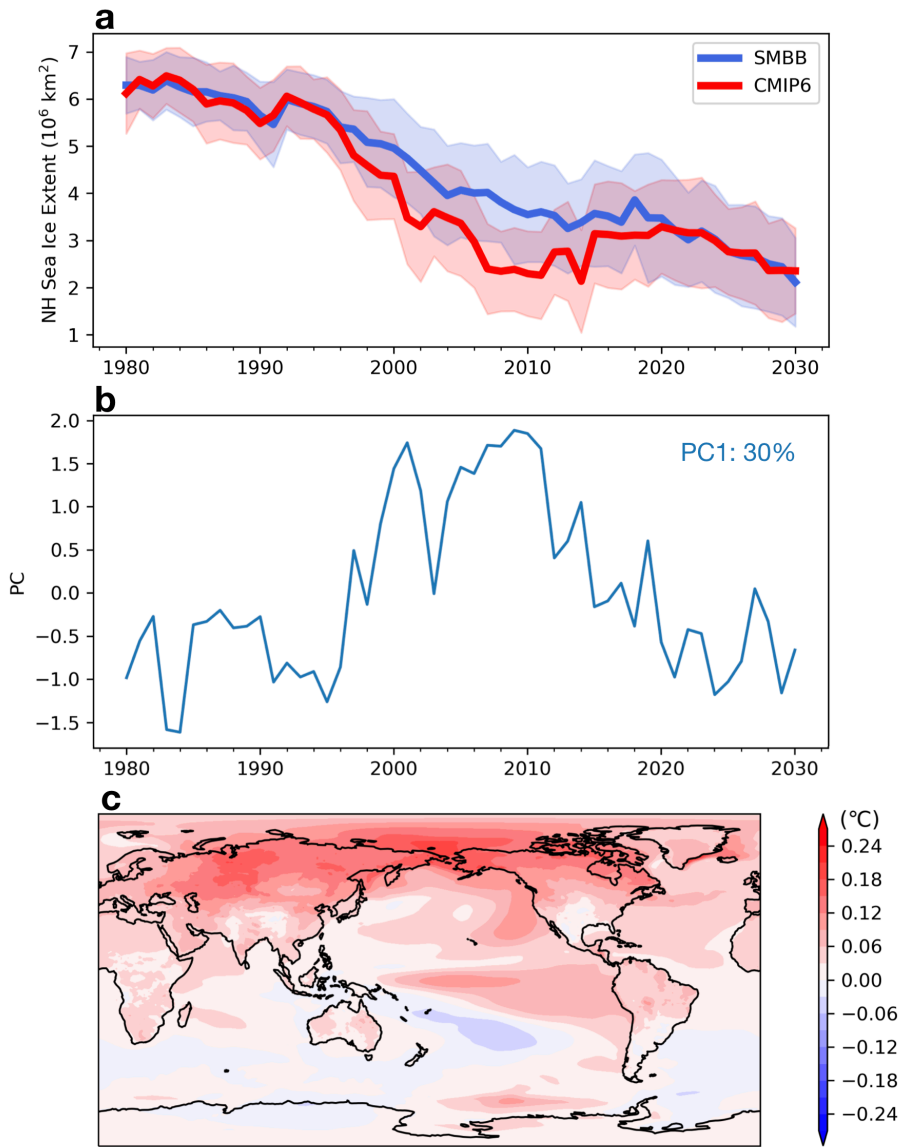 a
7
6
5
4
3
2
1
NH Sea Ice Extent (10⁶ km²)
SMBB
CMIP6
1980 1990 2000 2010 2020 2030
b
2.0
1.5
1.0
0.5
0.0
−0.5
−1.0
−1.5
PC
PC1: 30%
1980 1990 2000 2010 2020 2030
c
(°C)
0.24
0.18
0.12
0.06
0.00
−0.06
−0.12
−0.18
−0.24